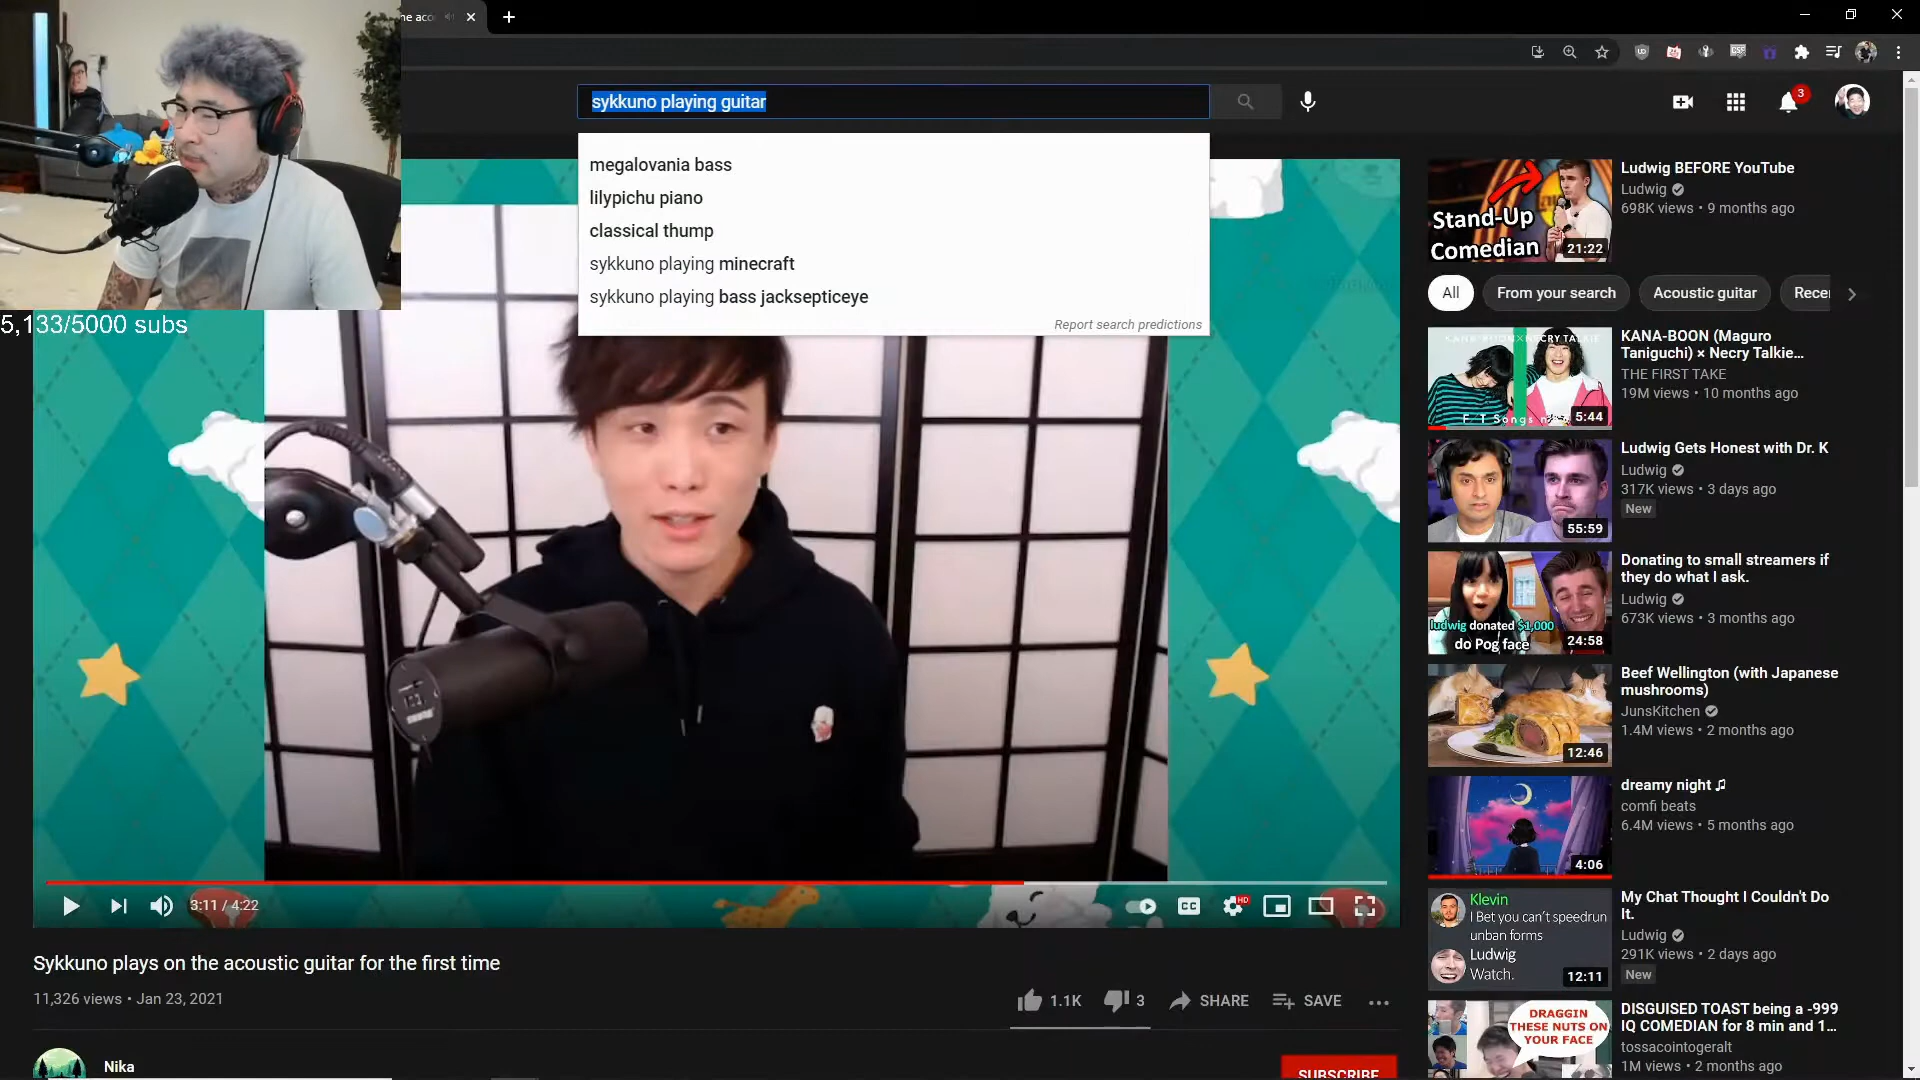 he aco
sykkuno playing guitar
3
megalovania bass
lilypichu piano
classical thump
sykkuno playing minecraft
sykkuno playing bass jacksepticeye
Report search predictions
5,133/5000 subs
3:11 / 4:22
CC
HD
Sykkuno plays on the acoustic guitar for the first time
11,326 views • Jan 23, 2021
1.1K
3
SHARE
SAVE
Nika
SUBSCRIBE
Stand-Up
Comedian
21:22
Ludwig BEFORE YouTube
Ludwig
698K views • 9 months ago
All
From your search
Acoustic guitar
Recer
5:44
KANA-BOON (Maguro
Taniguchi) × Necry Talkie...
THE FIRST TAKE
19M views • 10 months ago
55:59
Ludwig Gets Honest with Dr. K
Ludwig
317K views • 3 days ago
New
ludwig donated $1,000
do Pog face
24:58
Donating to small streamers if
they do what I ask.
Ludwig
673K views • 3 months ago
12:46
Beef Wellington (with Japanese
mushrooms)
JunsKitchen
1.4M views • 2 months ago
4:06
dreamy night ♫
comfi beats
6.4M views • 5 months ago
Klevin
I Bet you can't speedrun
unban forms
Ludwig
Watch.
12:11
My Chat Thought I Couldn't Do
It.
Ludwig
291K views • 2 days ago
New
DRAGGIN
THESE NUTS ON
YOUR FACE
DISGUISED TOAST being a -999
IQ COMEDIAN for 8 min and 1...
tossacointogeralt
1M views • 2 months ago